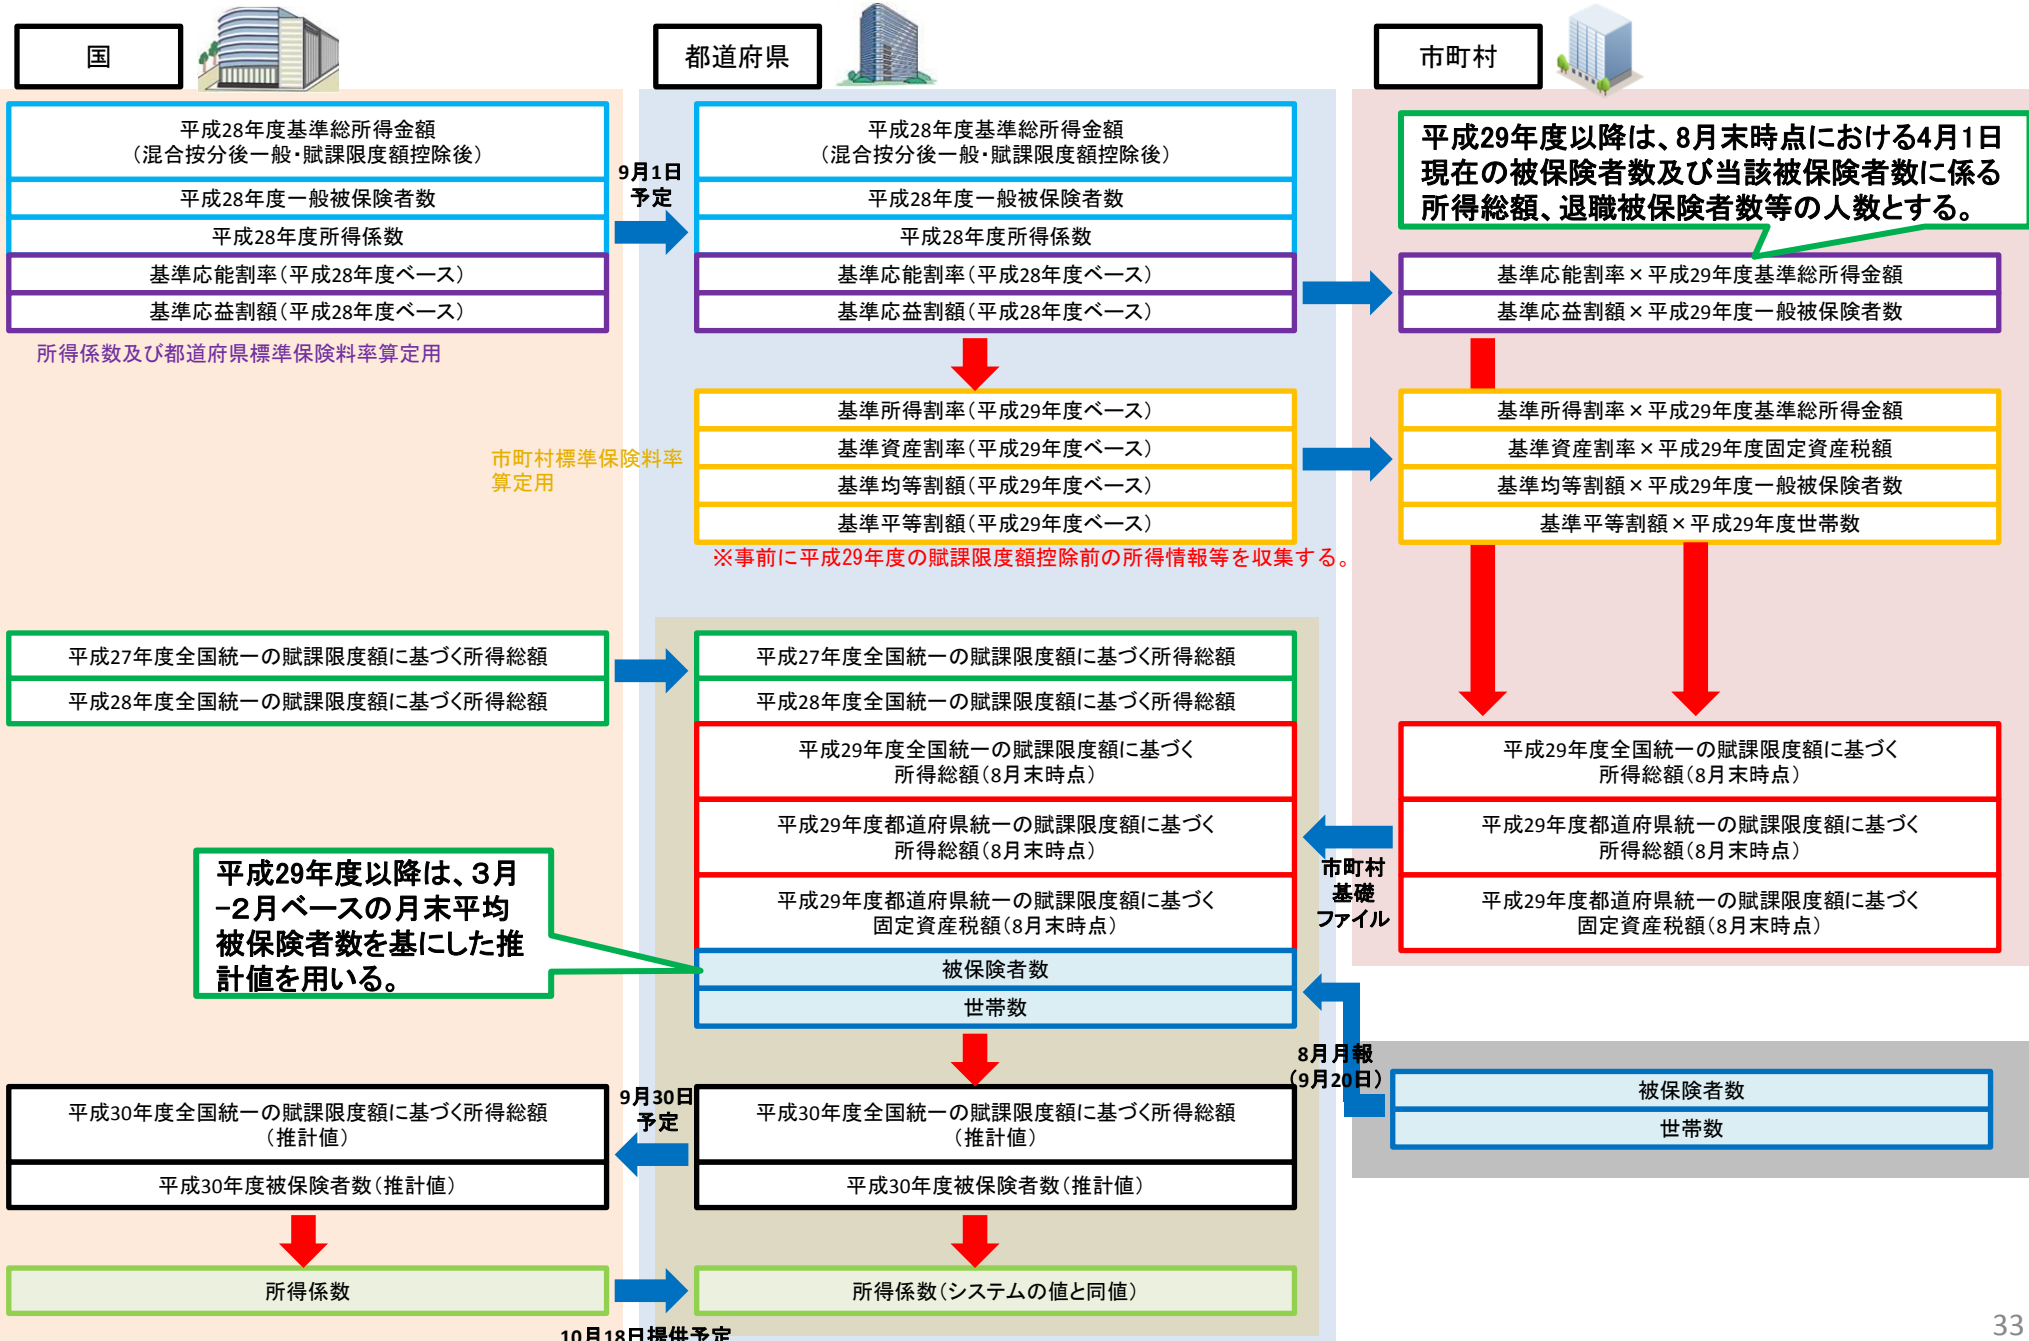 国
都道府県
市町村
平成28年度基準総所得金額
（混合按分後一般・賦課限度額控除後）
平成28年度一般被保険者数
平成28年度所得係数
基準応能割率（平成28年度ベース）
基準応益割額（平成28年度ベース）
所得係数及び都道府県標準保険料率算定用
9月1日
予定
平成28年度基準総所得金額
（混合按分後一般・賦課限度額控除後）
平成28年度一般被保険者数
平成28年度所得係数
基準応能割率（平成28年度ベース）
基準応益割額（平成28年度ベース）
平成29年度以降は、8月末時点における4月1日
現在の被保険者数及び当該被保険者数に係る
所得総額、退職被保険者数等の人数とする。
基準応能割率×平成29年度基準総所得金額
基準応益割額×平成29年度一般被保険者数
市町村標準保険料率
算定用
基準所得割率（平成29年度ベース）
基準資産割率（平成29年度ベース）
基準均等割額（平成29年度ベース）
基準平等割額（平成29年度ベース）
※事前に平成29年度の賦課限度額控除前の所得情報等を収集する。
基準所得割率×平成29年度基準総所得金額
基準資産割率×平成29年度固定資産税額
基準均等割額×平成29年度一般被保険者数
基準平等割額×平成29年度世帯数
平成27年度全国統一の賦課限度額に基づく所得総額
平成28年度全国統一の賦課限度額に基づく所得総額
平成27年度全国統一の賦課限度額に基づく所得総額
平成28年度全国統一の賦課限度額に基づく所得総額
平成29年度全国統一の賦課限度額に基づく
所得総額（8月末時点）
平成29年度都道府県統一の賦課限度額に基づく
所得総額（8月末時点）
平成29年度都道府県統一の賦課限度額に基づく
固定資産税額（8月末時点）
被保険者数
世帯数
平成29年度全国統一の賦課限度額に基づく
所得総額（8月末時点）
平成29年度都道府県統一の賦課限度額に基づく
所得総額（8月末時点）
平成29年度都道府県統一の賦課限度額に基づく
固定資産税額（8月末時点）
市町村
基礎
ファイル
平成29年度以降は、３月
−２月ベースの月末平均
被保険者数を基にした推
計値を用いる。
8月月報
（9月20日）
被保険者数
世帯数
平成30年度全国統一の賦課限度額に基づく所得総額
（推計値）
平成30年度被保険者数（推計値）
9月30日
予定
平成30年度全国統一の賦課限度額に基づく所得総額
（推計値）
平成30年度被保険者数（推計値）
所得係数
所得係数（システムの値と同値）
10月18日提供予定
33